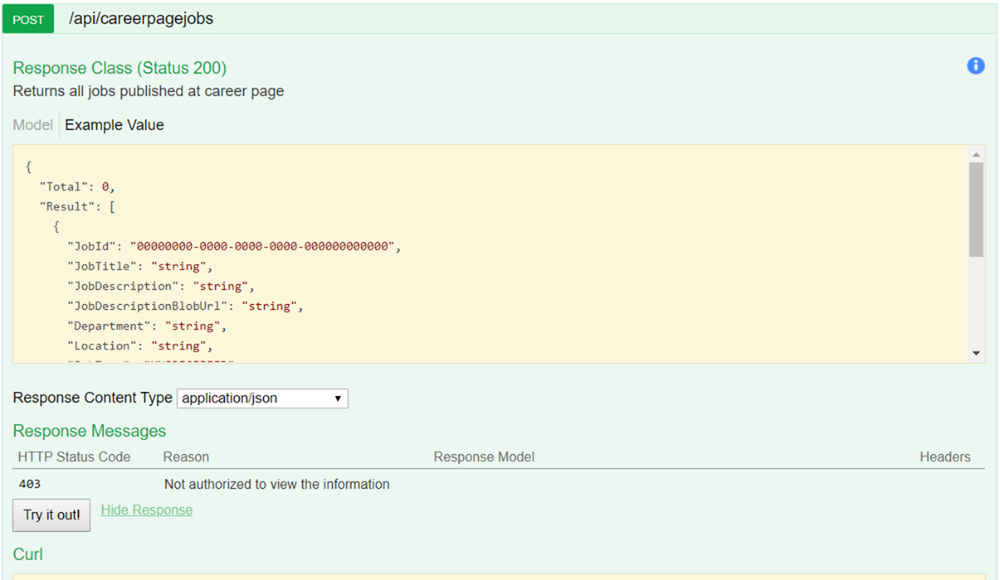 POST /api/careerpagejobs
Response Class (Status 200)
Returns all jobs published at career page
Model Example Value
{
"Total": 0,
"Result": [
{
"JobId": "00000000-0000-0000-0000-000000000000",
"JobTitle": "string",
"JobDescription": "string",
"JobDescriptionBlobUrl": "string",
"Department": "string",
"Location": "string",
Response Content Type application/json
Response Messages
HTTP Status Code Reason Response Model Headers
403 Not authorized to view the information
Try it out! Hide Response
Curl